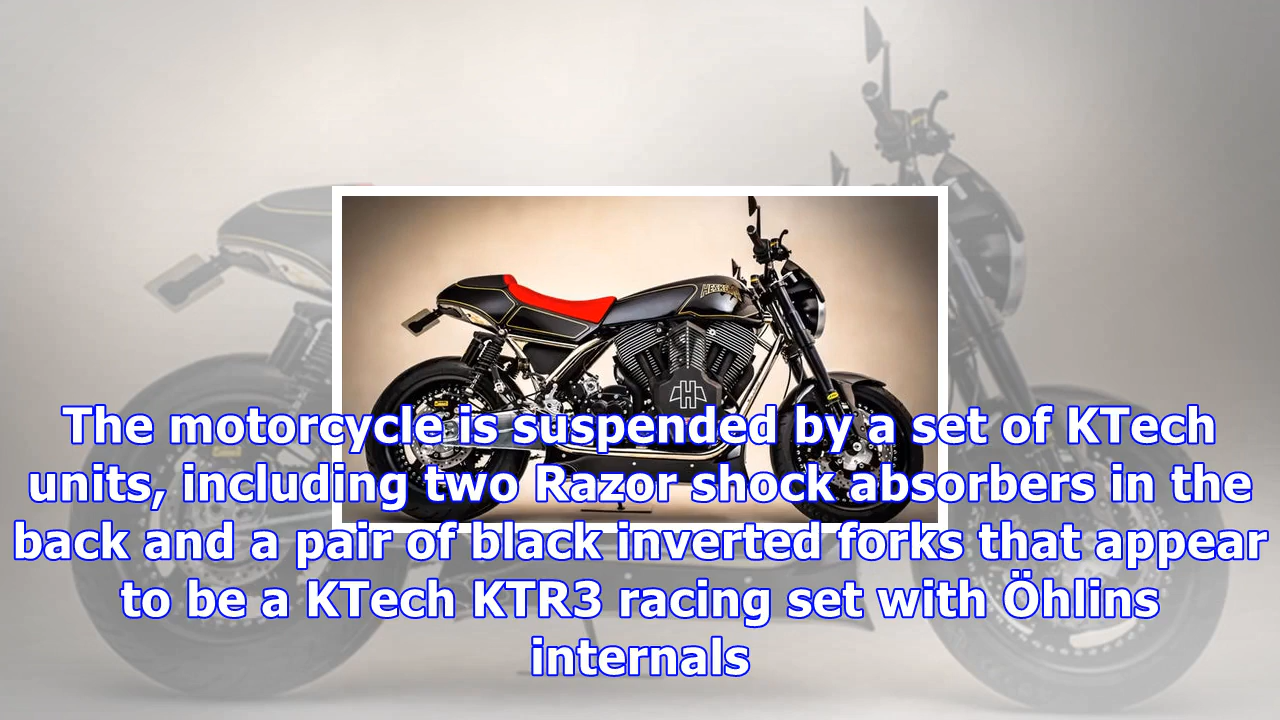 HESKETH
H
The motorcycle is suspended by a set of KTech
units, including two Razor shock absorbers in the
back and a pair of black inverted forks that appear
to be a KTech KTR3 racing set with Öhlins
internals